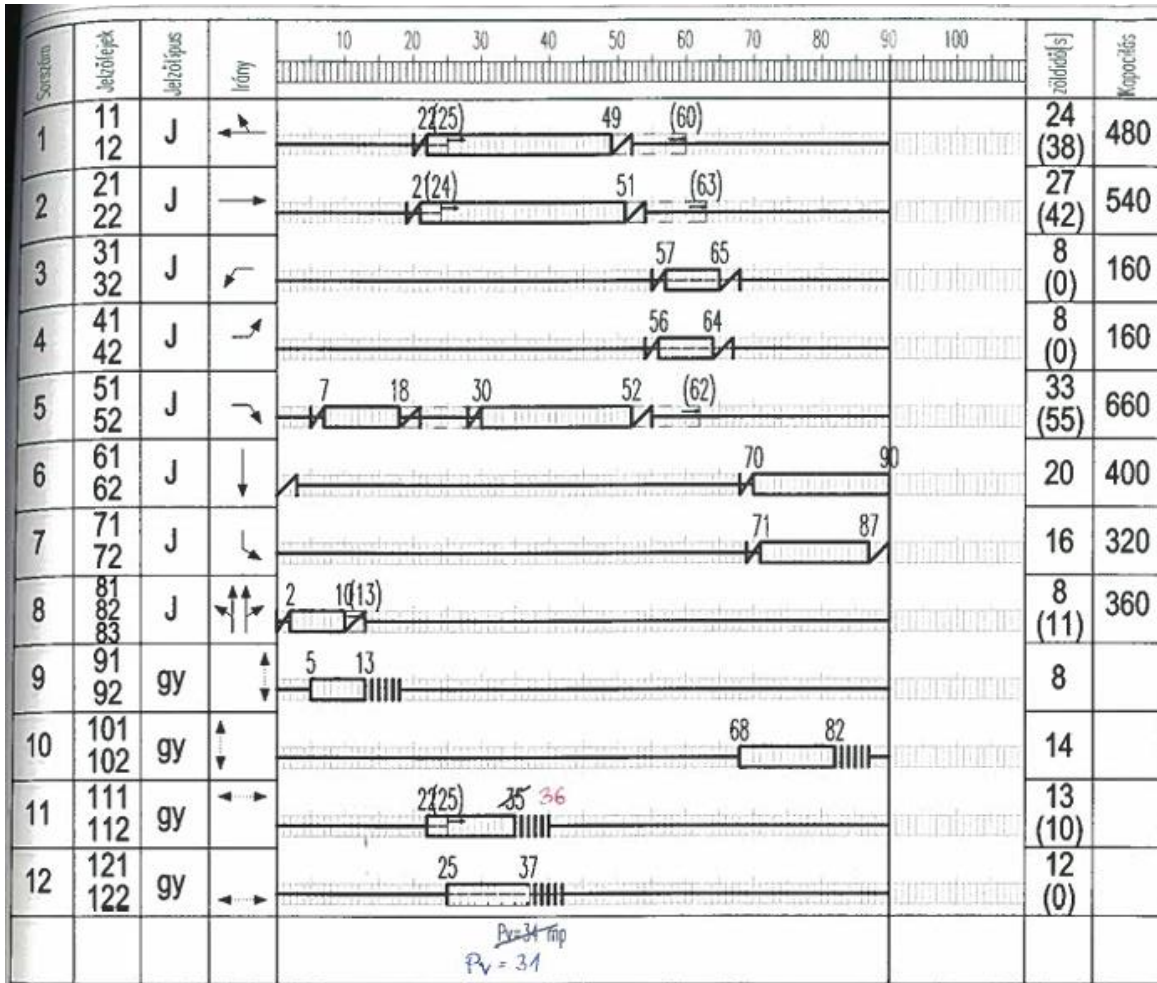 Sorszám Jelzőfejek Jelzőtípus Irány 10 20 30 40 50 60 70 80 90 100 zöldidő[s] Kapacitás
1 11 12 J 22(25) 49 (60) 24 (38) 480
2 21 22 J 2(24) 51 (63) 27 (42) 540
3 31 32 J 57 65 8 (0) 160
4 41 42 J 56 64 8 (0) 160
5 51 52 J 7 18 30 52 (62) 33 (55) 660
6 61 62 J 70 90 20 400
7 71 72 J 71 87 16 320
8 81 82 83 J 2 10(13) 8 (11) 360
9 91 92 gy 5 13 8
10 101 102 gy 68 82 14
11 111 112 gy 22(25) 35 36 13 (10)
12 121 122 gy 25 37 12 (0)
Pv=34 mp
Pv = 31